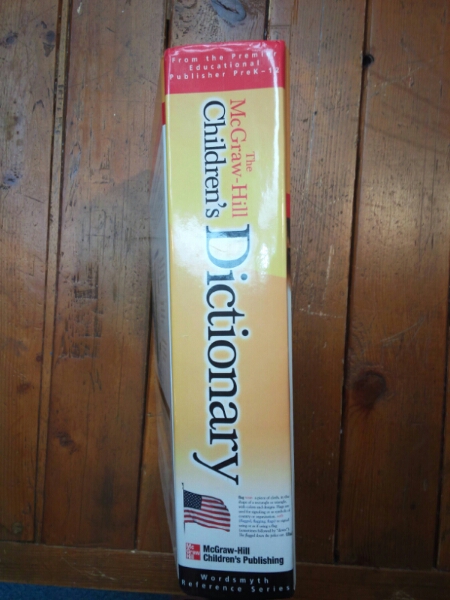 From the Premier
Educational
Publisher PreK-12
The
McGraw-Hill
Children's
Dictionary
McGraw-Hill
Children's Publishing
Wordsmyth
Reference Series